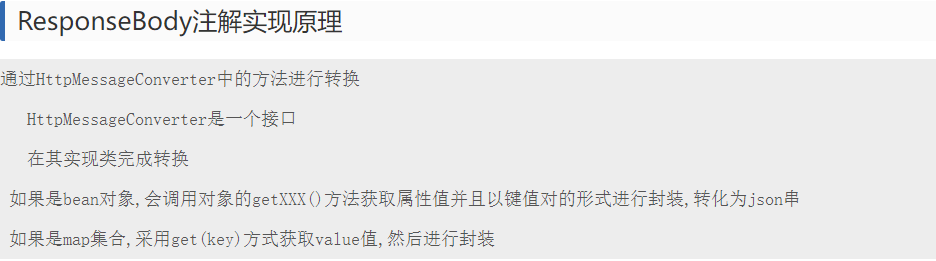 ResponseBody注解实现原理
通过HttpMessageConverter中的方法进行转换
HttpMessageConverter是一个接口
在其实现类完成转换
如果是bean对象,会调用对象的getXXX()方法获取属性值并且以键值对的形式进行封装,转化为json串
如果是map集合,采用get(key)方式获取value值,然后进行封装